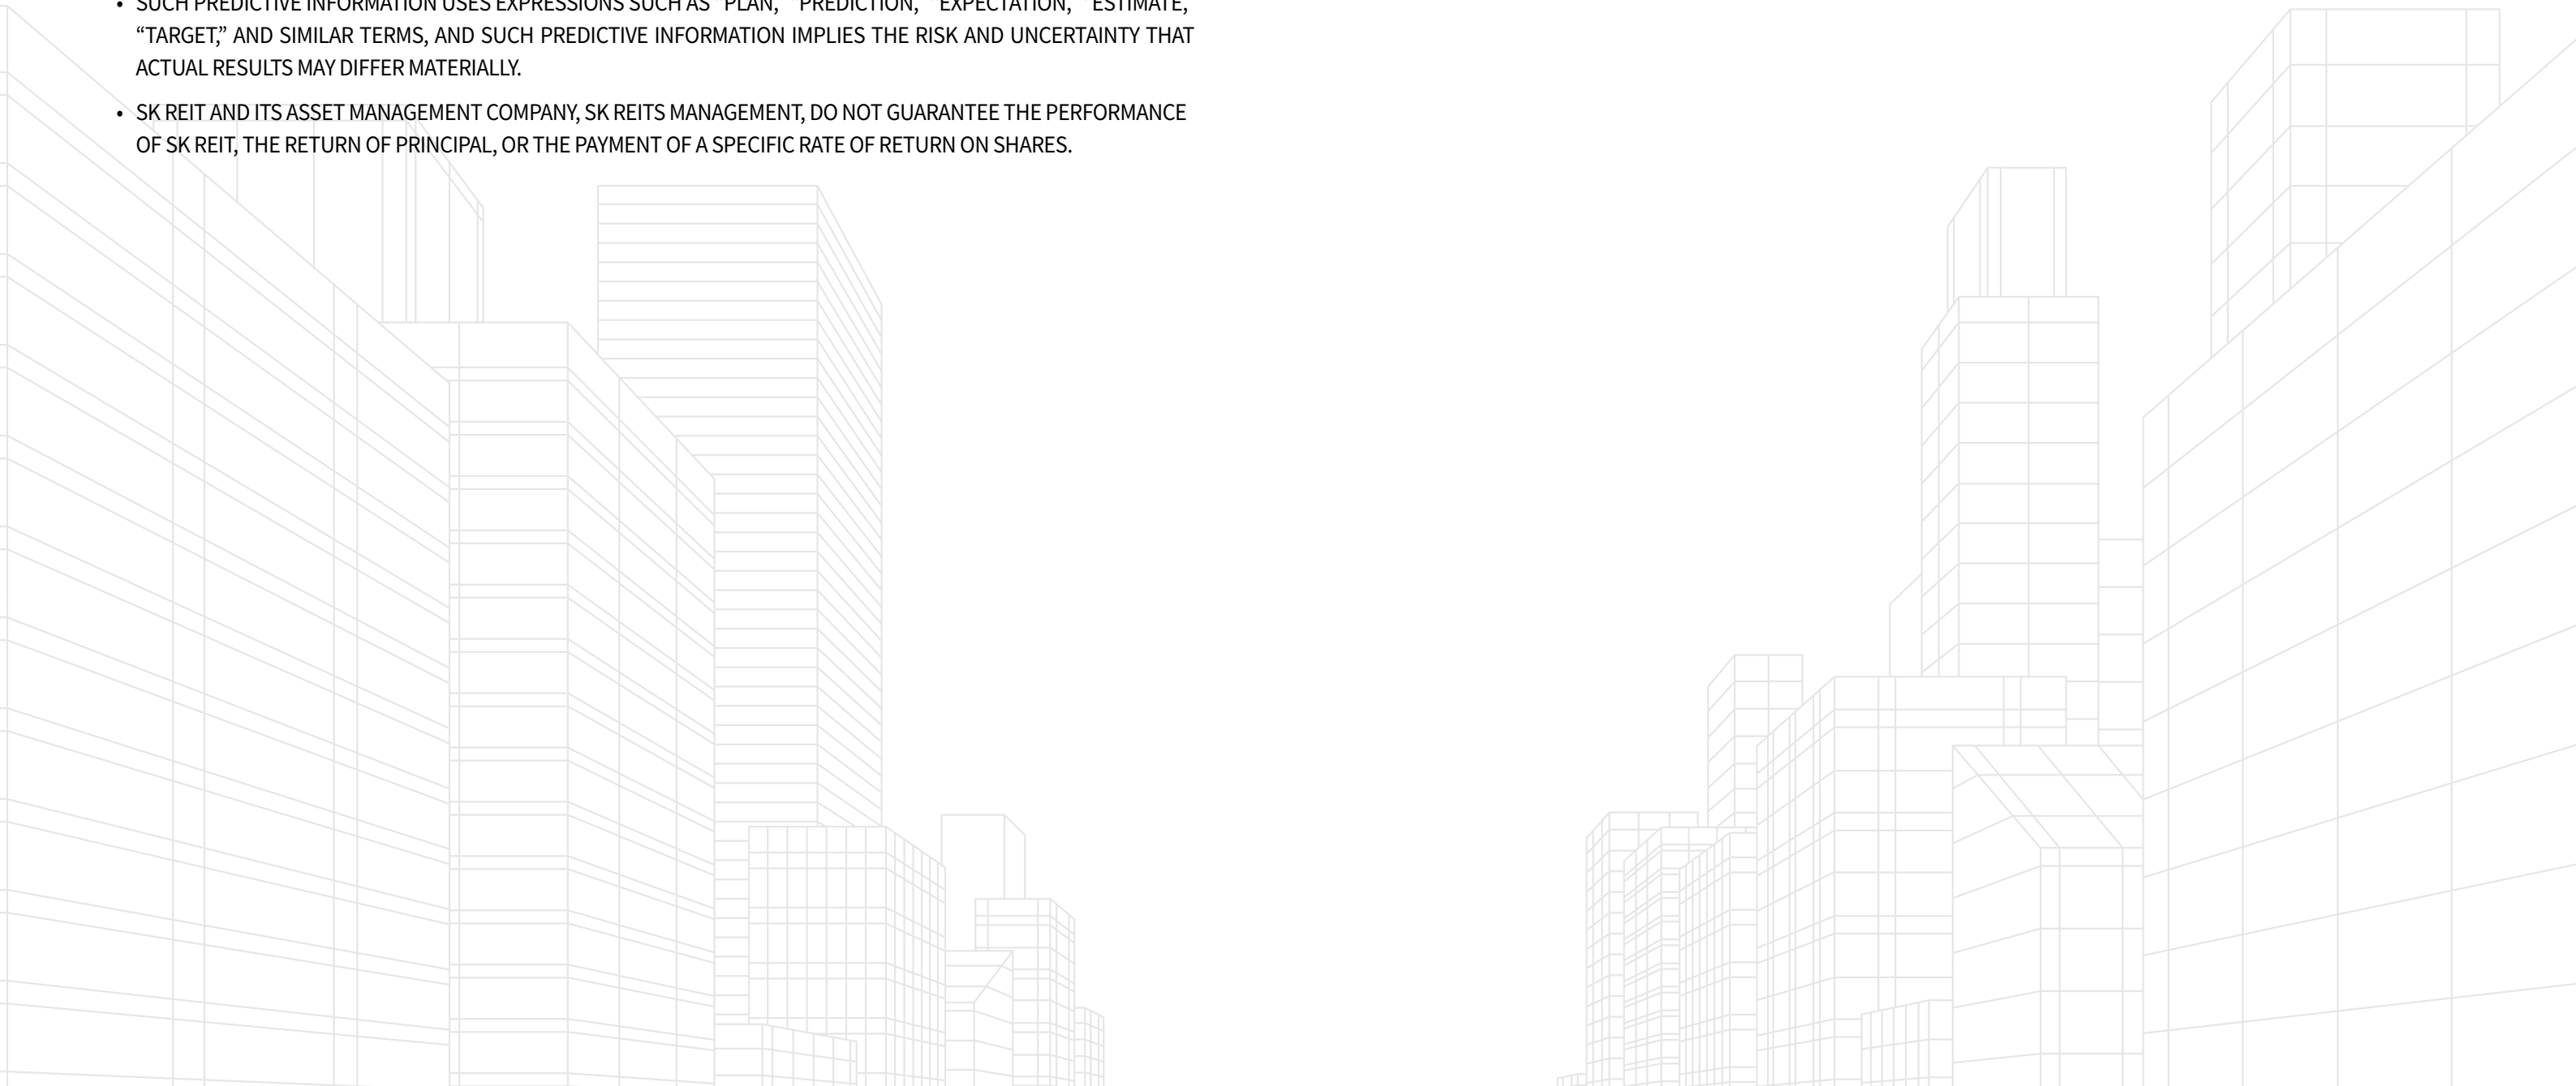 • SUCH PREDICTIVE INFORMATION USES EXPRESSIONS SUCH AS “PLAN,” “PREDICTION,” “EXPECTATION,” “ESTIMATE,”
“TARGET,” AND SIMILAR TERMS, AND SUCH PREDICTIVE INFORMATION IMPLIES THE RISK AND UNCERTAINTY THAT
ACTUAL RESULTS MAY DIFFER MATERIALLY.
• SK REIT AND ITS ASSET MANAGEMENT COMPANY, SK REITS MANAGEMENT, DO NOT GUARANTEE THE PERFORMANCE
OF SK REIT, THE RETURN OF PRINCIPAL, OR THE PAYMENT OF A SPECIFIC RATE OF RETURN ON SHARES.